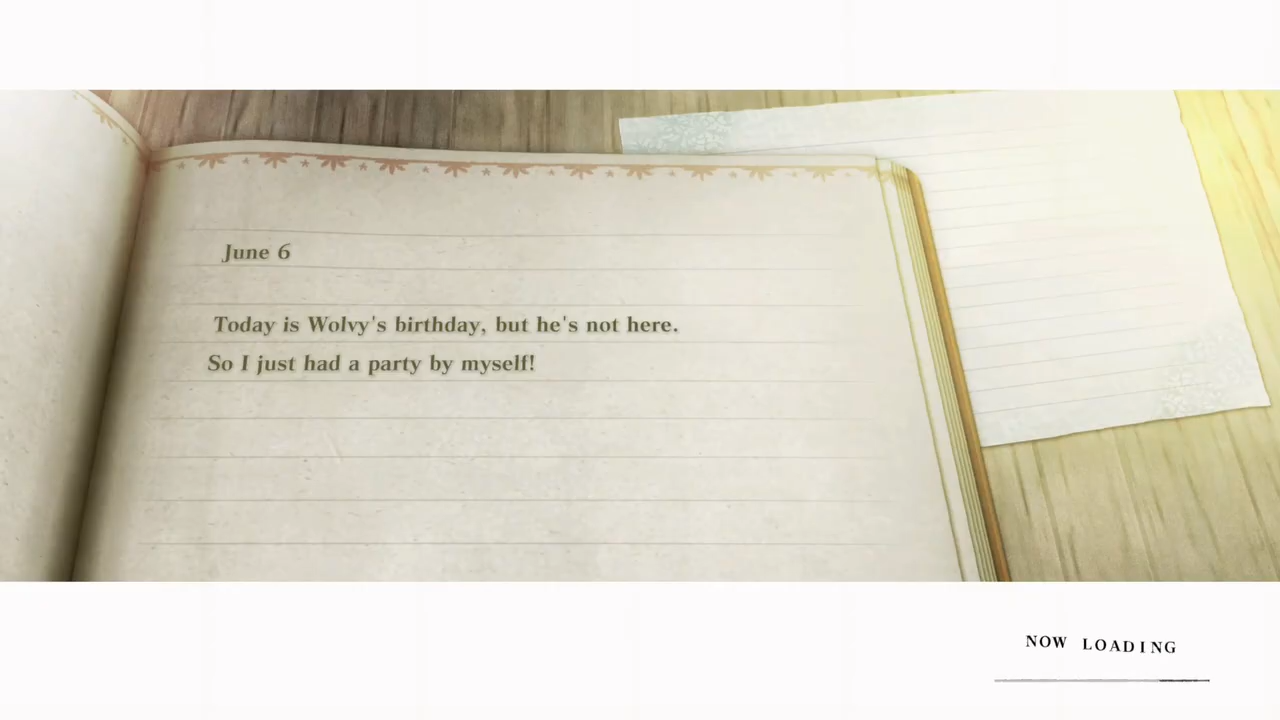 June 6
Today is Wolvy's birthday, but he's not here.
So I just had a party by myself!
NOW LOADING